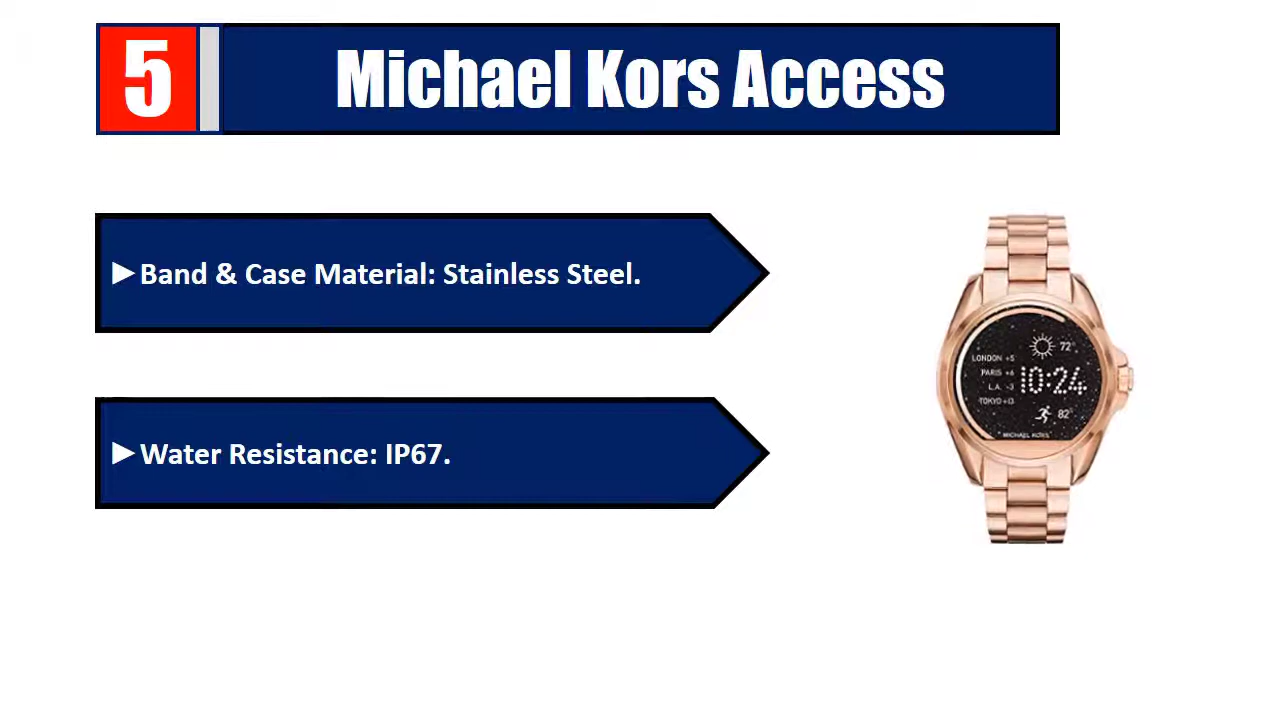 5
Michael Kors Access
►Band & Case Material: Stainless Steel.
►Water Resistance: IP67.
72°
LONDON +5
PARIS +6
L.A. -3
TOKYO +13
10:24
82°
MICHAEL KORS